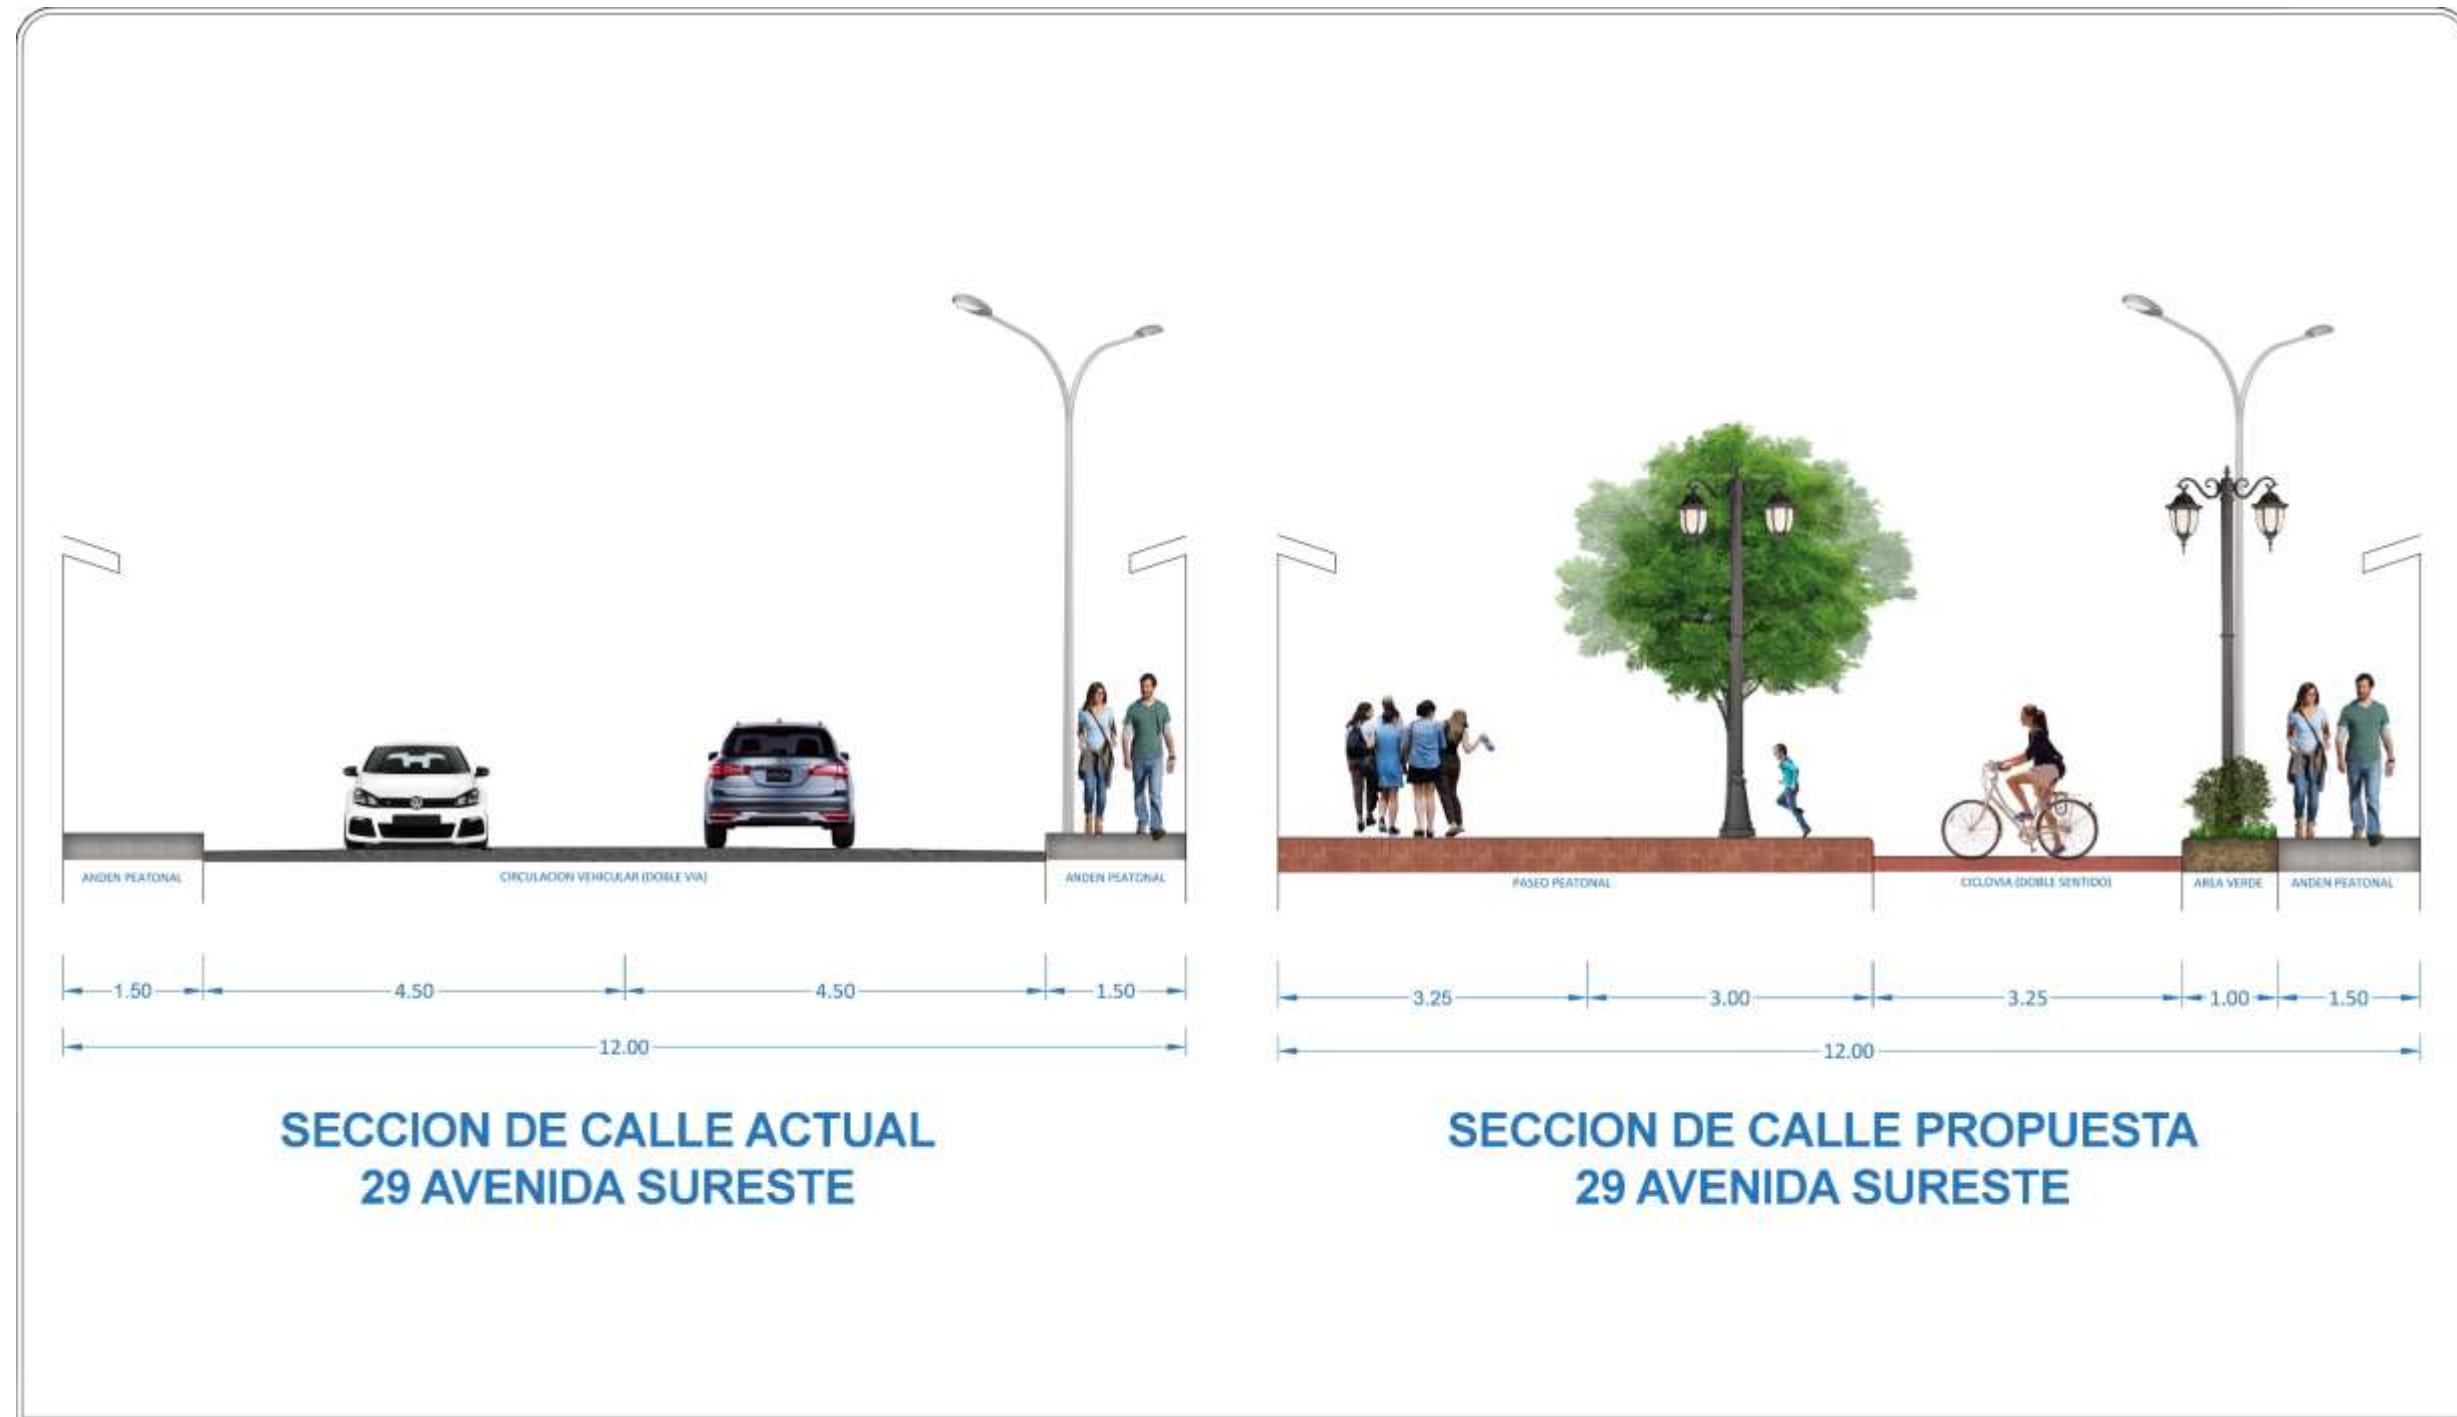 ANDEN PEATONAL
CIRCULACION VEHICULAR (DOBLE VIA)
ANDEN PEATONAL
1.50
4.50
4.50
1.50
12.00
SECCION DE CALLE ACTUAL
29 AVENIDA SURESTE
PASEO PEATONAL
CICLOVIA (DOBLE SENTIDO)
AREA VERDE
ANDEN PEATONAL
3.25
3.00
3.25
1.00
1.50
12.00
SECCION DE CALLE PROPUESTA
29 AVENIDA SURESTE